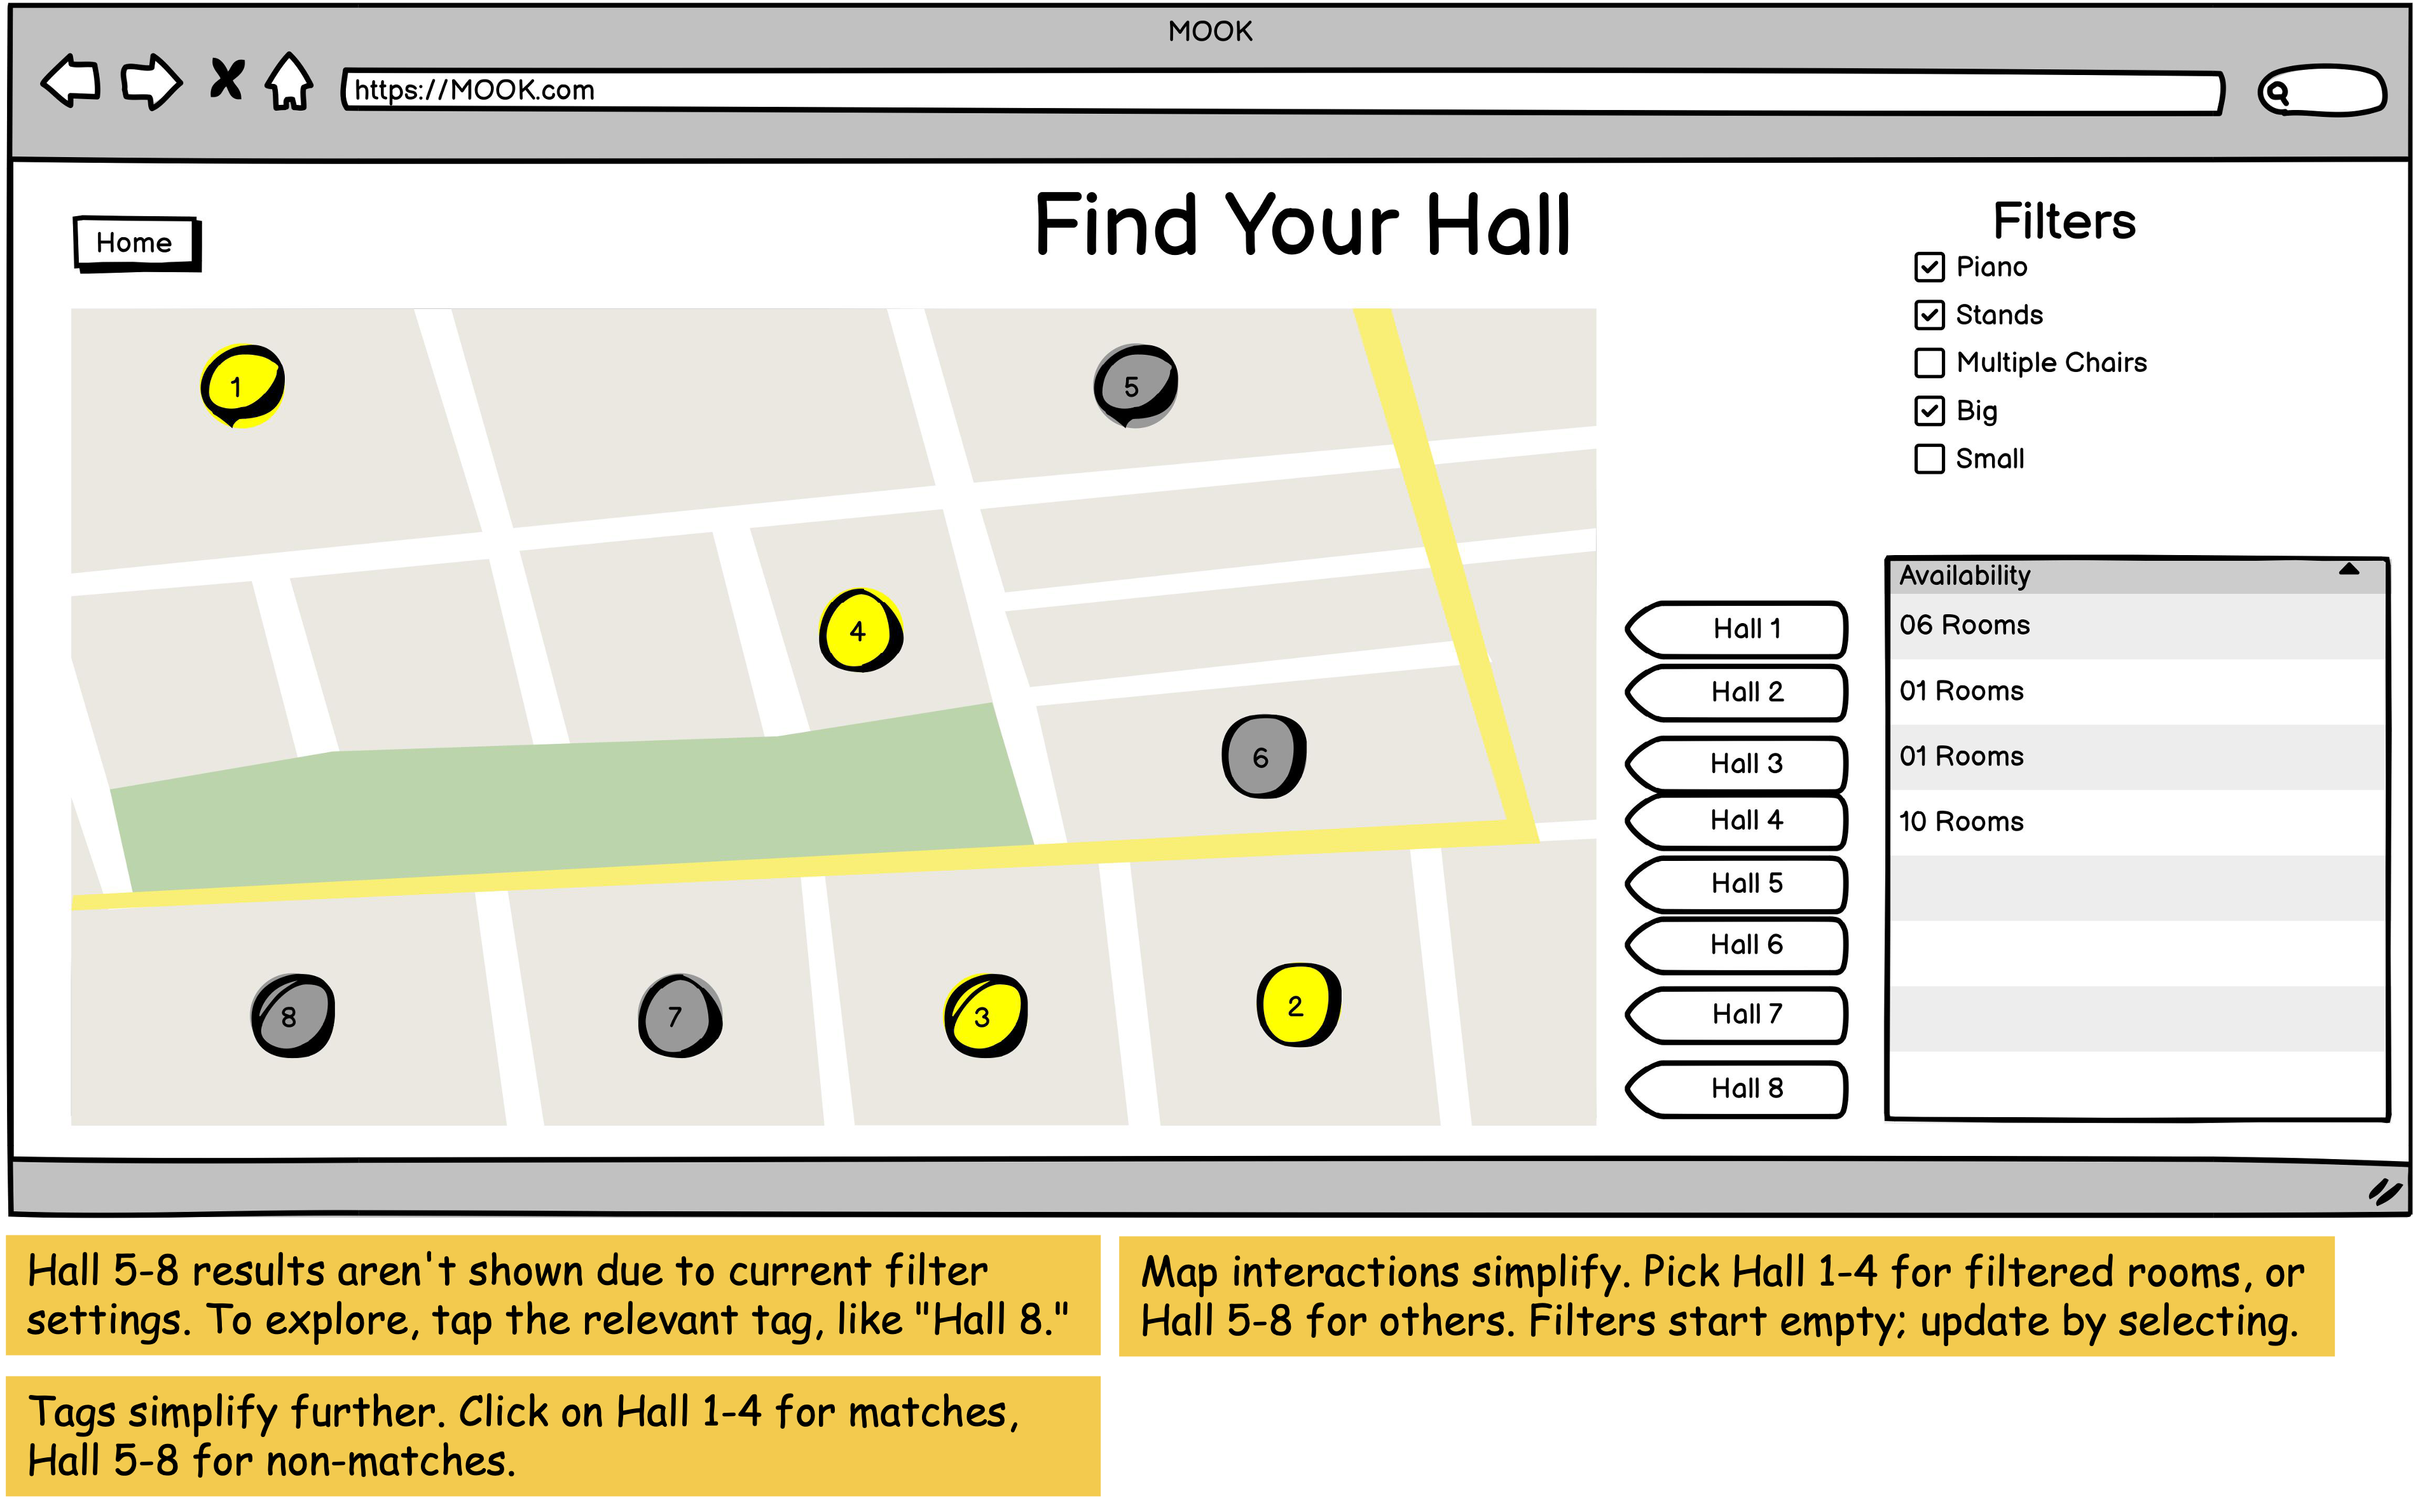 MOOK
https://MOOK.com
Home
Find Your Hall
Filters
Piano
Stands
Multiple Chairs
Big
Small
1
5
4
6
8
7
3
2
Hall 1
Hall 2
Hall 3
Hall 4
Hall 5
Hall 6
Hall 7
Hall 8
Availability
06 Rooms
01 Rooms
01 Rooms
10 Rooms
Hall 5-8 results aren't shown due to current filter
settings. To explore, tap the relevant tag, like "Hall 8."
Map interactions simplify. Pick Hall 1-4 for filtered rooms, or
Hall 5-8 for others. Filters start empty; update by selecting.
Tags simplify further. Click on Hall 1-4 for matches,
Hall 5-8 for non-matches.